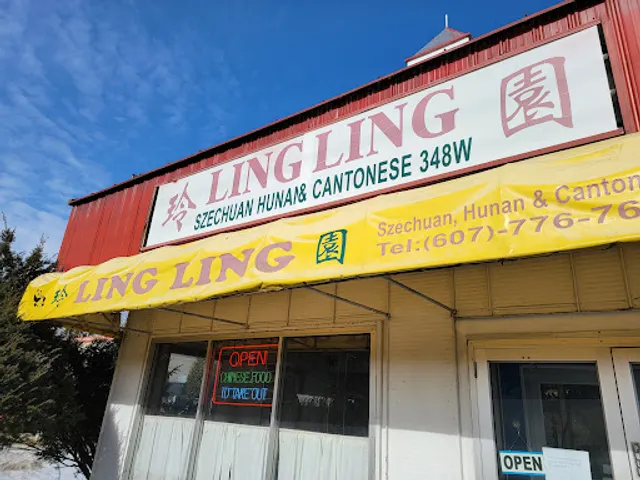 玲 LING LING 園
SZECHUAN HUNAN& CANTONESE 348W
玲 LING LING 園
Szechuan, Hunan & Canton
Tel:(607)-776-76
OPEN
CHINESE FOOD
TO TAKE OUT
OPEN